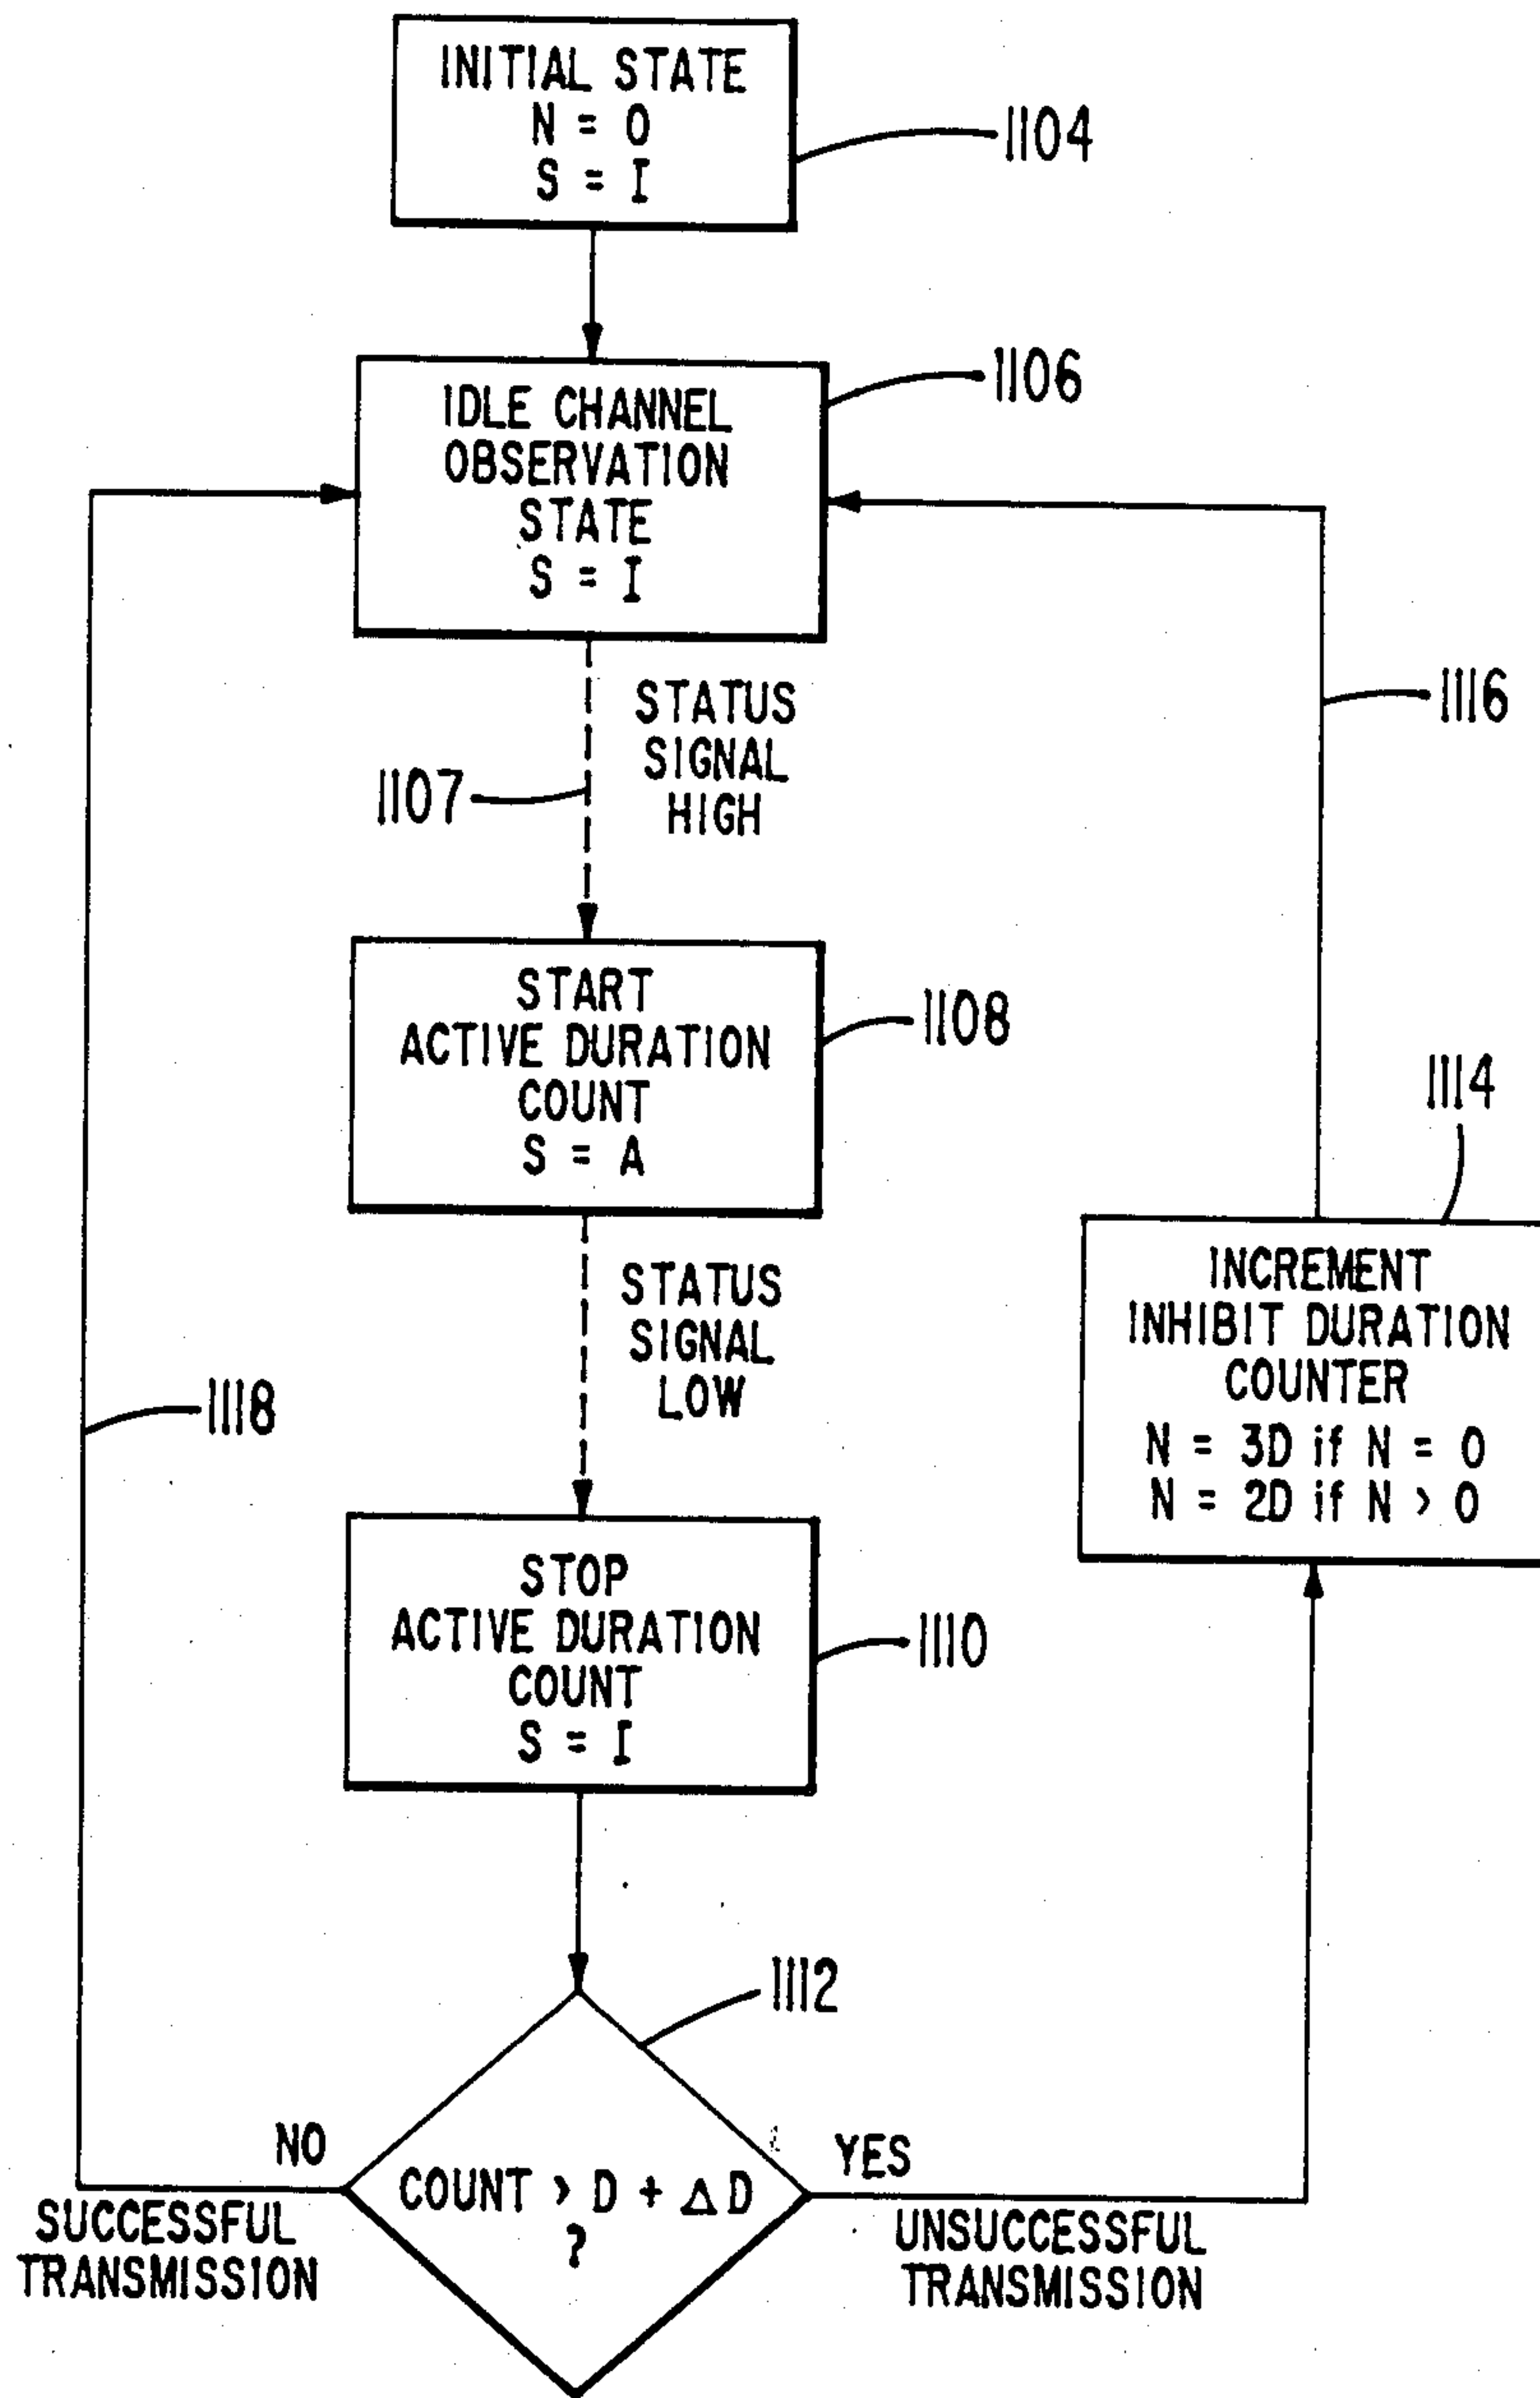 INITIAL STATE
N = 0
S = I
1104
1106
IDLE CHANNEL
OBSERVATION
STATE
S = I
STATUS
SIGNAL
HIGH
1107
1116
START
ACTIVE DURATION
COUNT
S = A
1108
1114
STATUS
SIGNAL
LOW
INCREMENT
INHIBIT DURATION
COUNTER
N = 3D if N = 0
N = 2D if N > 0
1118
STOP
ACTIVE DURATION
COUNT
S = I
1110
1112
NO
YES
COUNT > D + Δ D
?
SUCCESSFUL
TRANSMISSION
UNSUCCESSFUL
TRANSMISSION